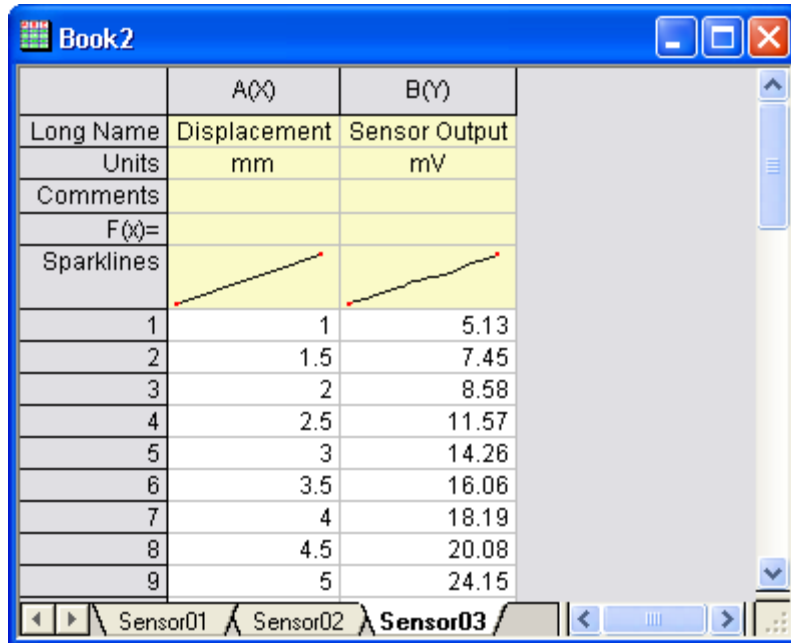 Book2
A(X) B(Y)
Long Name Displacement Sensor Output
Units mm mV
Comments
F(x)=
Sparklines
1 1 5.13
2 1.5 7.45
3 2 8.58
4 2.5 11.57
5 3 14.26
6 3.5 16.06
7 4 18.19
8 4.5 20.08
9 5 24.15
Sensor01 Sensor02 Sensor03